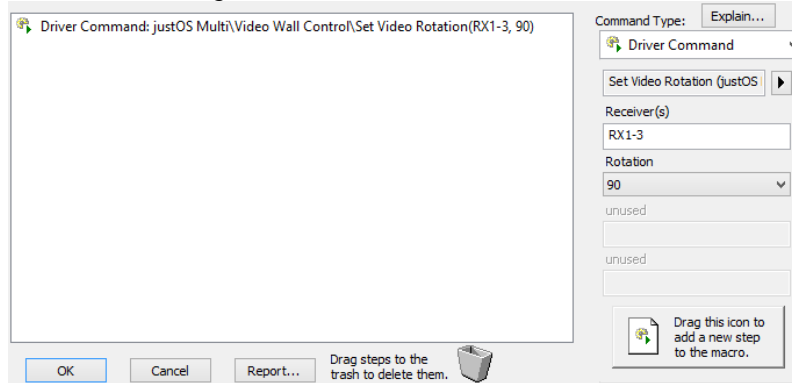 Driver Command: justOS Multi\Video Wall Control\Set Video Rotation(RX1-3, 90)
Command Type:
Explain...
Driver Command
Set Video Rotation (justOS
Receiver(s)
RX1-3
Rotation
90
unused
unused
Drag this icon to
add a new step
to the macro.
OK
Cancel
Report...
Drag steps to the
trash to delete them.